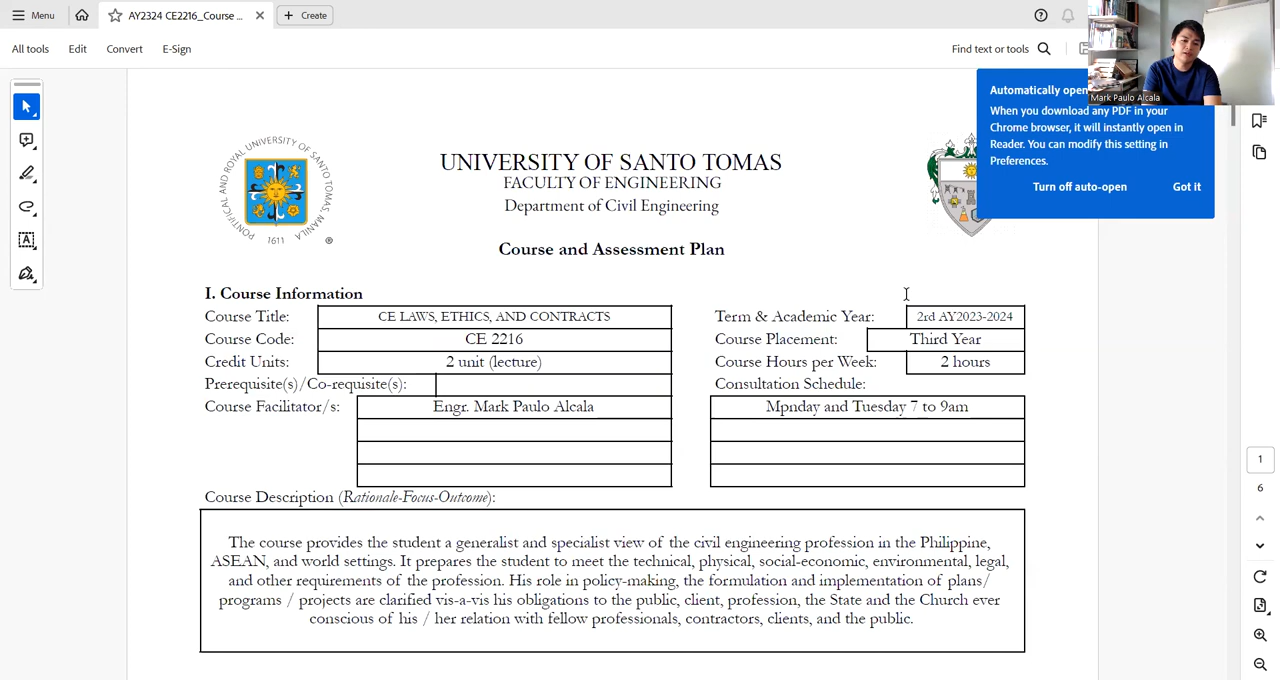 Menu
AY2324 CE2216_Course ...
Create
All tools
Edit
Convert
E-Sign
Find text or tools
Mark Paulo Alcala
Automatically open
When you download any PDF in your
Chrome browser, it will instantly open in
Reader. You can modify this setting in
Preferences.
Turn off auto-open
Got it
PONTIFICAL AND ROYAL UNIVERSITY OF SANTO TOMAS, MANILA
1611
UNIVERSITY OF SANTO TOMAS
FACULTY OF ENGINEERING
Department of Civil Engineering
Course and Assessment Plan
I. Course Information
Course Title: CE LAWS, ETHICS, AND CONTRACTS
Term & Academic Year: 2rd AY2023-2024
Course Code: CE 2216
Course Placement: Third Year
Credit Units: 2 unit (lecture)
Course Hours per Week: 2 hours
Prerequisite(s)/Co-requisite(s):
Consultation Schedule:
Course Facilitator/s: Engr. Mark Paulo Alcala
Mpnday and Tuesday 7 to 9am
Course Description (Rationale-Focus-Outcome):
The course provides the student a generalist and specialist view of the civil engineering profession in the Philippine,
ASEAN, and world settings. It prepares the student to meet the technical, physical, social-economic, environmental, legal,
and other requirements of the profession. His role in policy-making, the formulation and implementation of plans/
programs / projects are clarified vis-a-vis his obligations to the public, client, profession, the State and the Church ever
conscious of his / her relation with fellow professionals, contractors, clients, and the public.
1
6